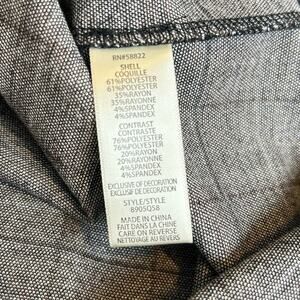 RN#58822
SHELL
COQUILLE
61%POLYESTER
61%POLYESTER
35%RAYON
35%RAYONNE
4%SPANDEX
4%SPANDEX
CONTRAST
CONTRASTE
76%POLYESTER
76%POLYESTER
20%RAYON
20%RAYONNE
4%SPANDEX
4%SPANDEX
EXCLUSIVE OF DECORATION
EXCLUSIF DE DECORATION
STYLE/STYLE
8905Q58
MADE IN CHINA
FAIT DANS LA CHINE
CARE ON REVERSE
NETTOYAGE AU REVERS